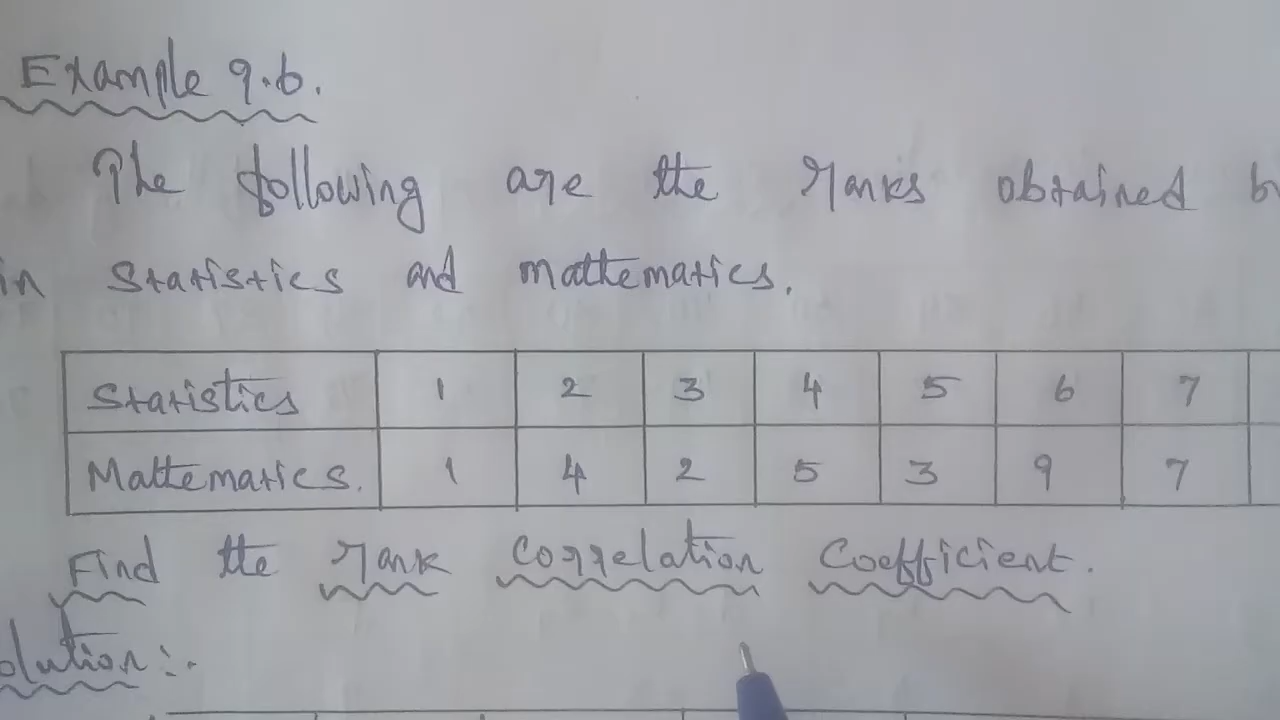 Example 9.6.
The following are the ranks obtained
in Statistics and Mathematics.
Statistics 1 2 3 4 5 6 7
Mathematics. 1 4 2 5 3 9 7
Find the rank correlation coefficient.
olution:-